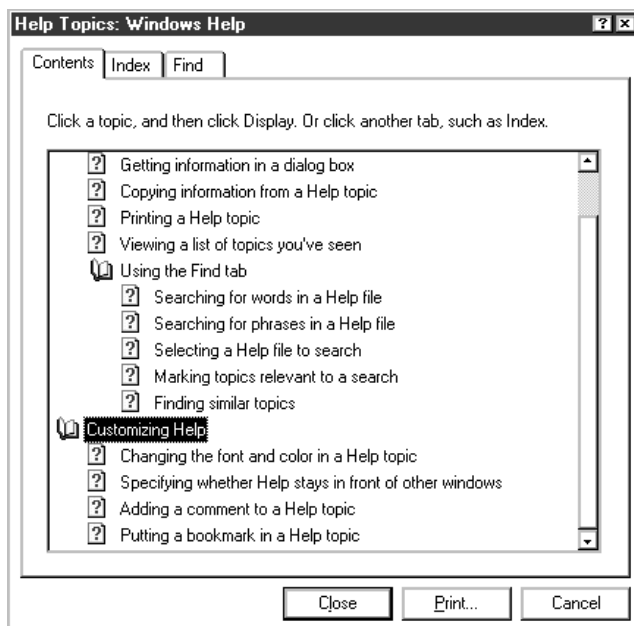 Help Topics: Windows Help
Contents Index Find
Click a topic, and then click Display. Or click another tab, such as Index.
Getting information in a dialog box
Copying information from a Help topic
Printing a Help topic
Viewing a list of topics you've seen
Using the Find tab
Searching for words in a Help file
Searching for phrases in a Help file
Selecting a Help file to search
Marking topics relevant to a search
Finding similar topics
Customizing Help
Changing the font and color in a Help topic
Specifying whether Help stays in front of other windows
Adding a comment to a Help topic
Putting a bookmark in a Help topic
Close Print... Cancel